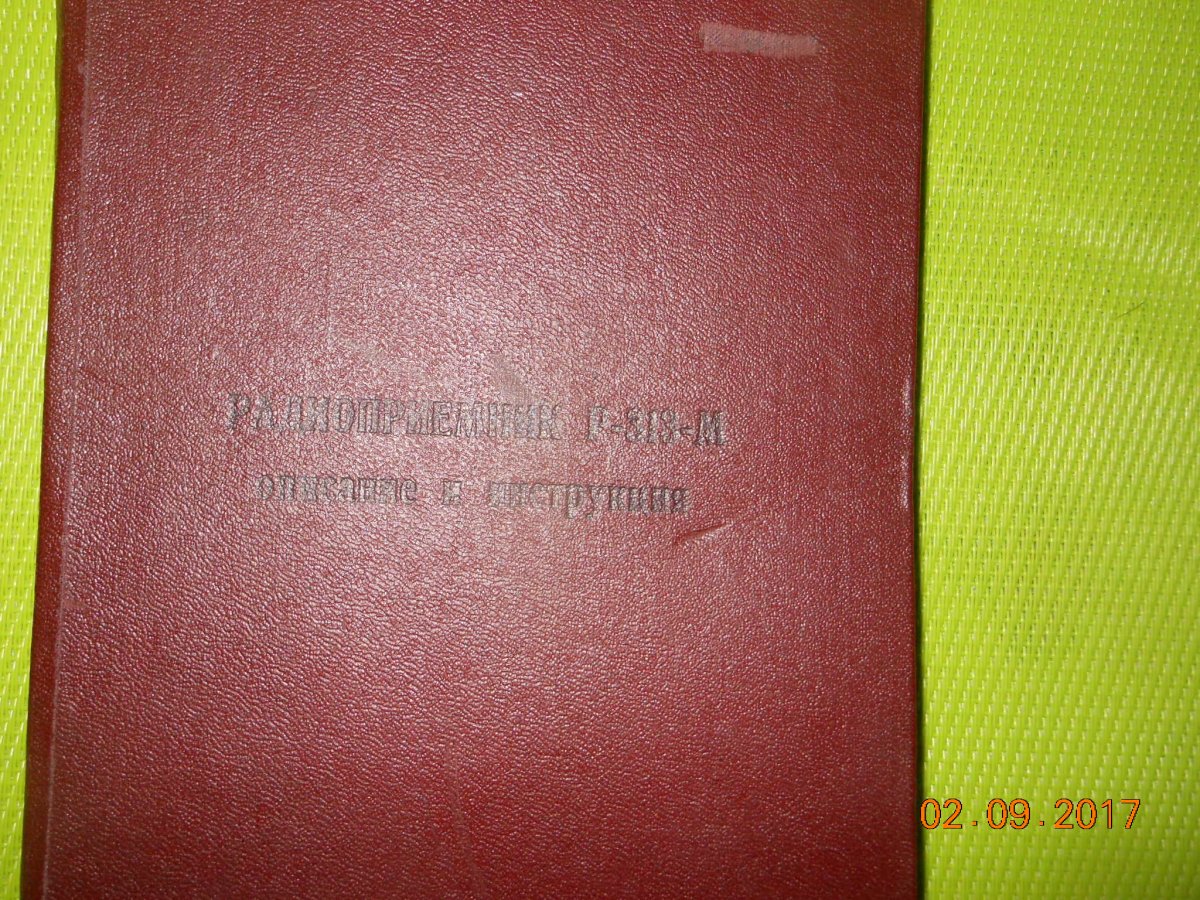 РАДИОПРИЕМНИК Р-313-М
описание и инструкция
02.09.2017